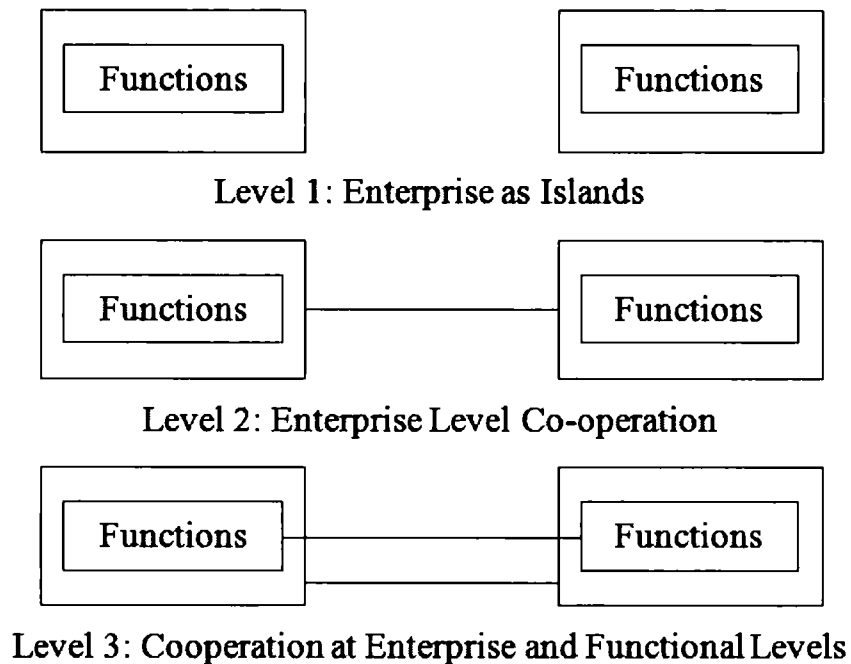 Functions Functions
Level 1: Enterprise as Islands
Functions Functions
Level 2: Enterprise Level Co-operation
Functions Functions
Level 3: Cooperation at Enterprise and Functional Levels